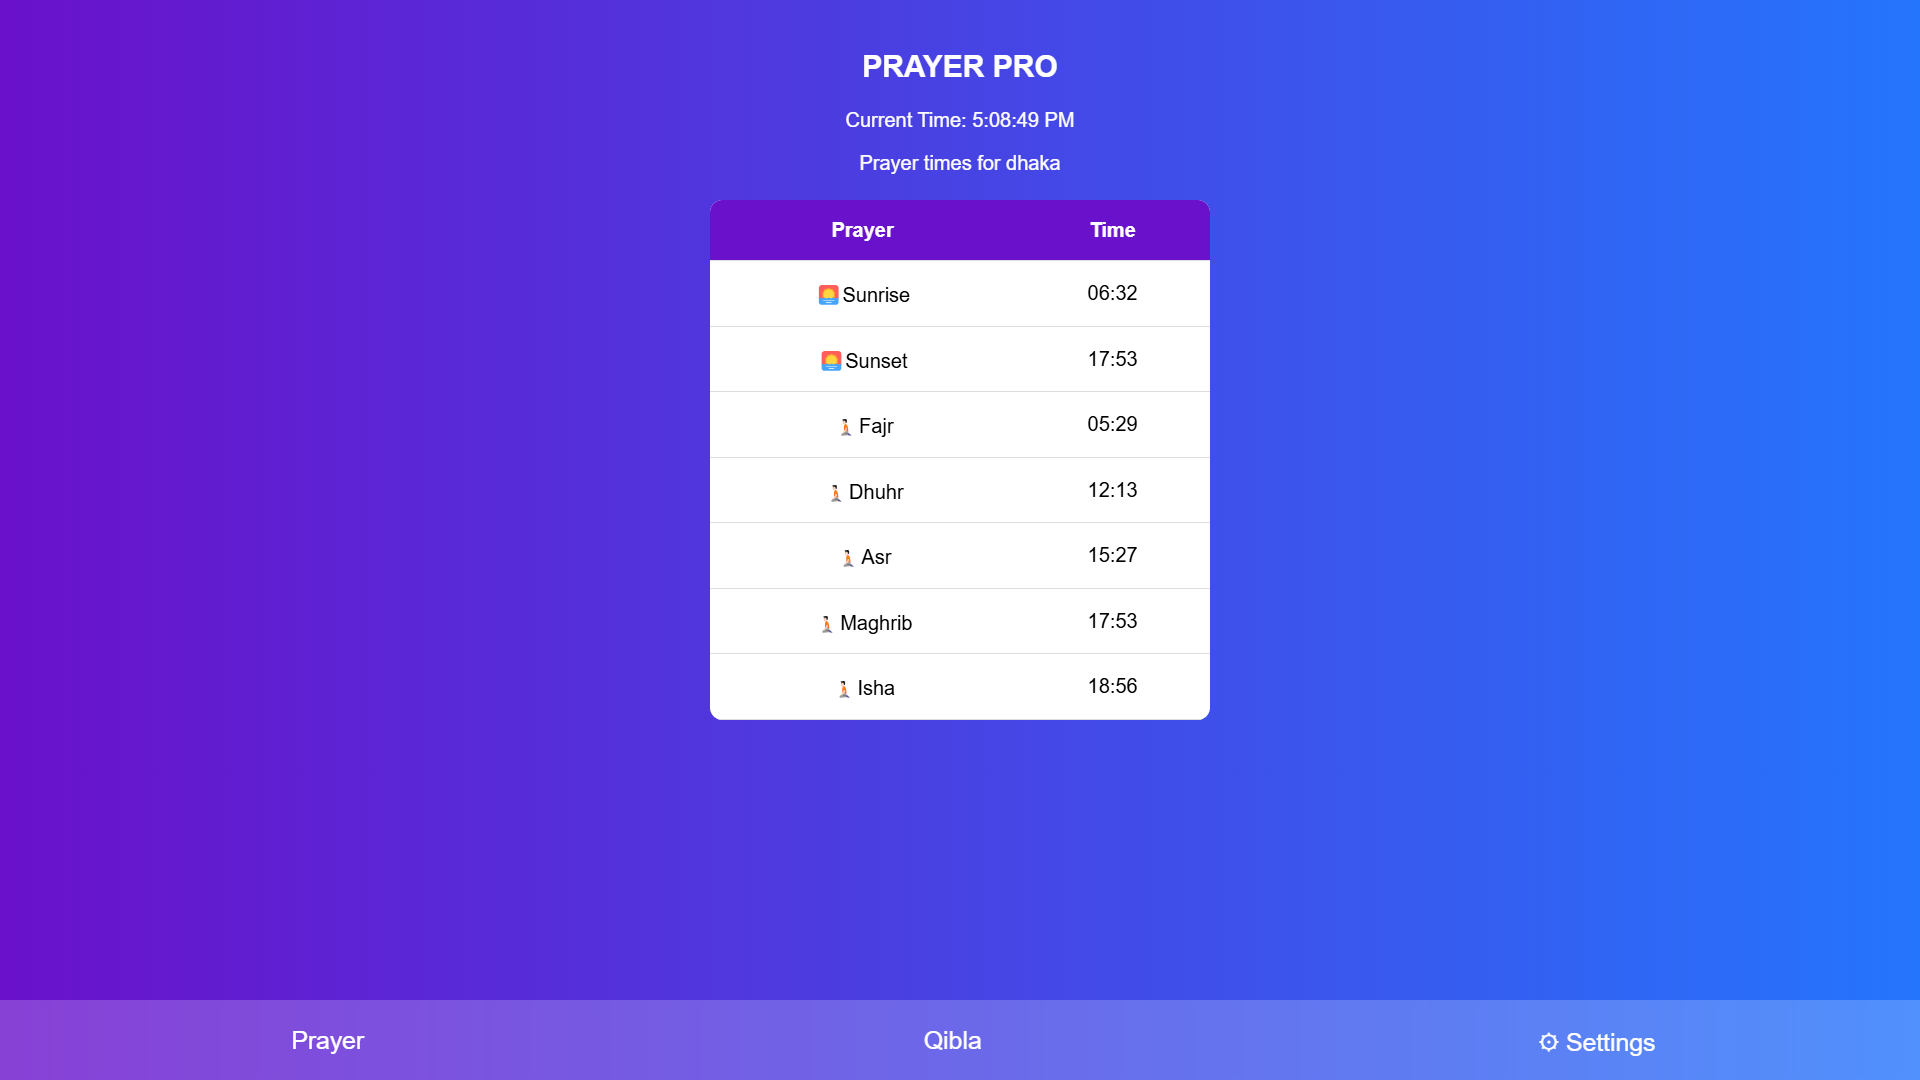 PRAYER PRO
Current Time: 5:08:49 PM
Prayer times for dhaka
Prayer Time
Sunrise 06:32
Sunset 17:53
Fajr 05:29
Dhuhr 12:13
Asr 15:27
Maghrib 17:53
Isha 18:56
Prayer Qibla Settings